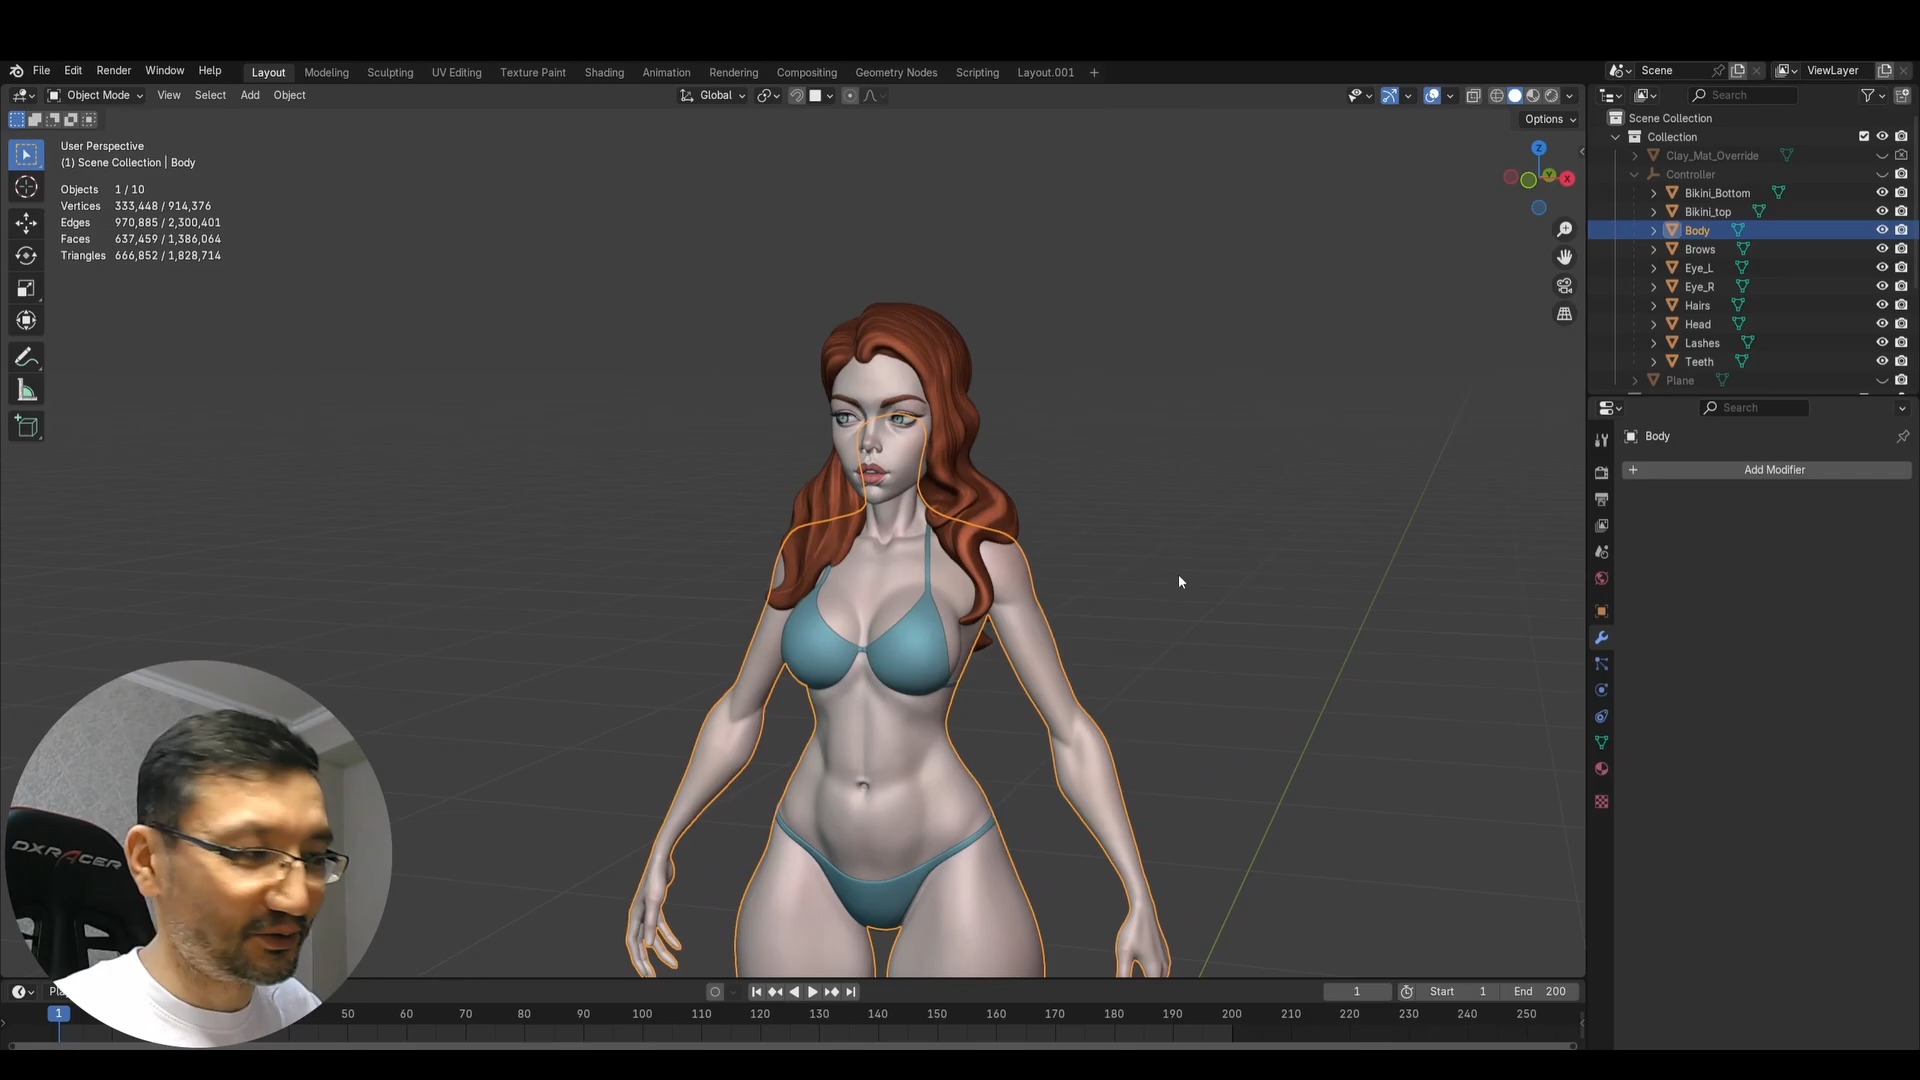 File Edit Render Window Help Layout Modeling Sculpting UV Editing Texture Paint Shading Animation Rendering Compositing Geometry Nodes Scripting Layout.001 + Scene ViewLayer
Object Mode View Select Add Object Global Search
Options
User Perspective
(1) Scene Collection | Body
Objects 1 / 10
Vertices 333,448 / 914,376
Edges 970,885 / 2,300,401
Faces 637,459 / 1,386,064
Triangles 666,852 / 1,828,714
Z
Y
X
Scene Collection
Collection
Clay_Mat_Override
Controller
Bikini_Bottom
Bikini_top
Body
Brows
Eye_L
Eye_R
Hairs
Head
Lashes
Teeth
Plane
Search
Body
+ Add Modifier
DXRACER
1 Start 1 End 200
1 50 60 70 80 90 100 110 120 130 140 150 160 170 180 190 200 210 220 230 240 250